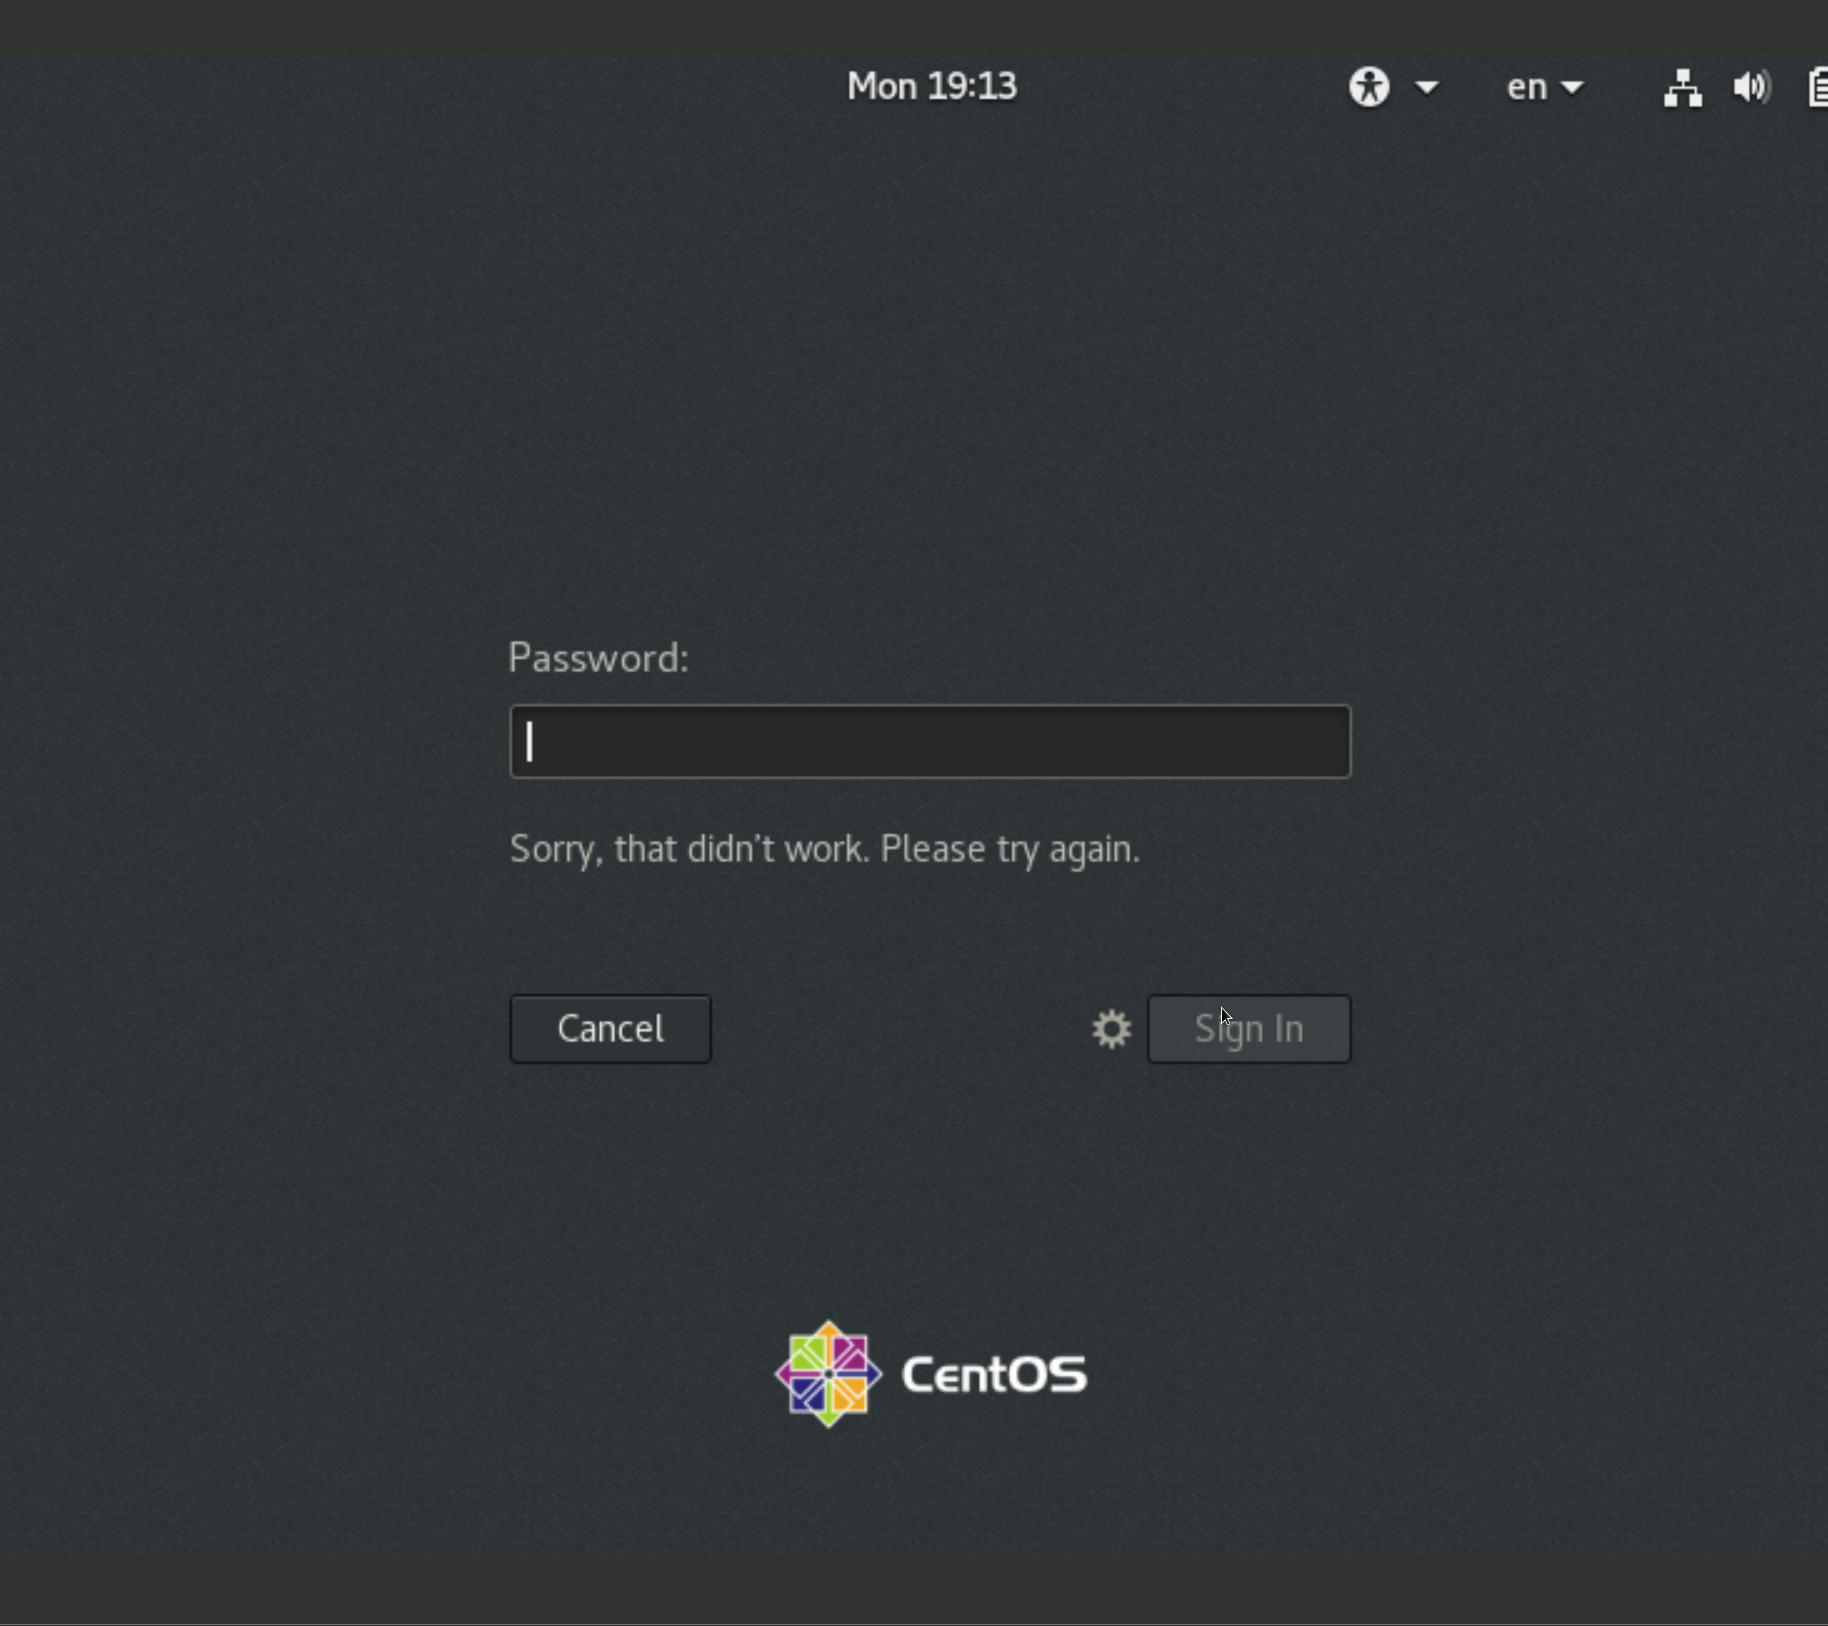 Mon 19:13
en
Password:
Sorry, that didn't work. Please try again.
Cancel
Sign In
CentOS